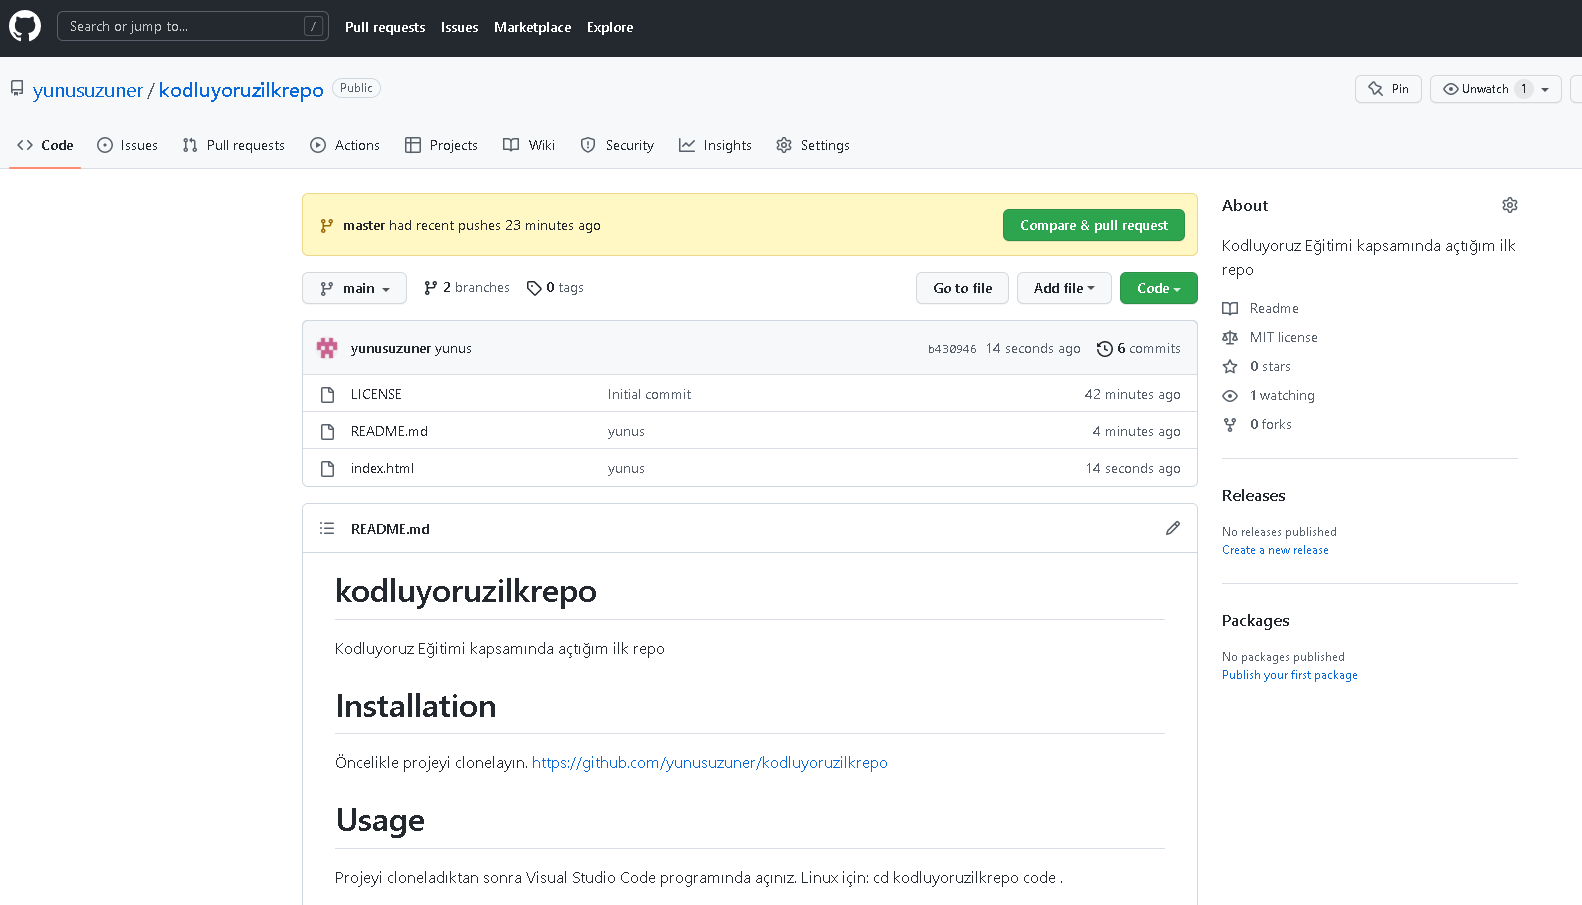 Search or jump to...
/
Pull requests
Issues
Marketplace
Explore
yunusuzuner / kodluyoruzilkrepo
Public
Pin
Unwatch 1
Code
Issues
Pull requests
Actions
Projects
Wiki
Security
Insights
Settings
master had recent pushes 23 minutes ago
Compare & pull request
main
2 branches
0 tags
Go to file
Add file
Code
yunusuzuner yunus
b430946 14 seconds ago
6 commits
LICENSE
Initial commit
42 minutes ago
README.md
yunus
4 minutes ago
index.html
yunus
14 seconds ago
README.md
kodluyoruzilkrepo
Kodluyoruz Eğitimi kapsamında açtığım ilk repo
Installation
Öncelikle projeyi clonelayın. https://github.com/yunusuzuner/kodluyoruzilkrepo
Usage
Projeyi cloneladıktan sonra Visual Studio Code programında açınız. Linux için: cd kodluyoruzilkrepo code .
About
Kodluyoruz Eğitimi kapsamında açtığım ilk
repo
Readme
MIT license
0 stars
1 watching
0 forks
Releases
No releases published
Create a new release
Packages
No packages published
Publish your first package